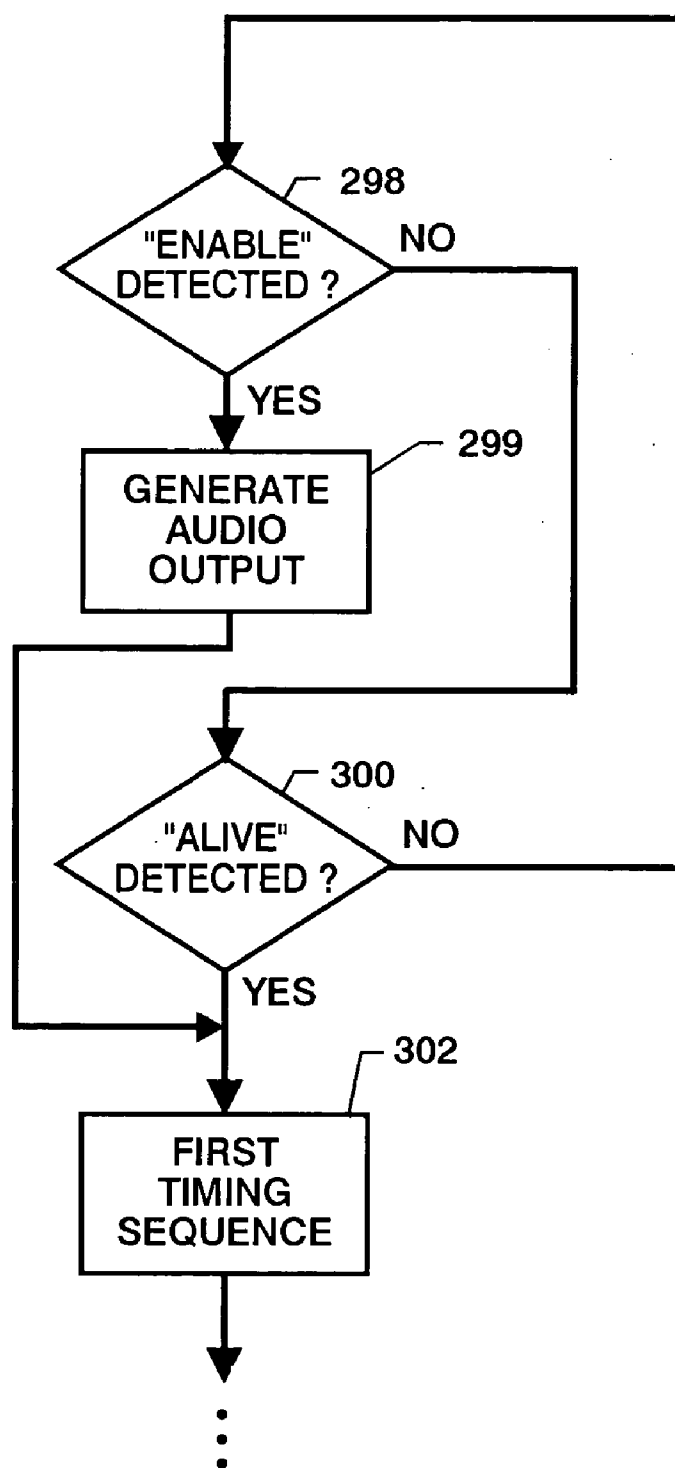 298
"ENABLE"
DETECTED ?
NO
YES
299
GENERATE
AUDIO
OUTPUT
300
"ALIVE"
DETECTED ?
NO
YES
302
FIRST
TIMING
SEQUENCE